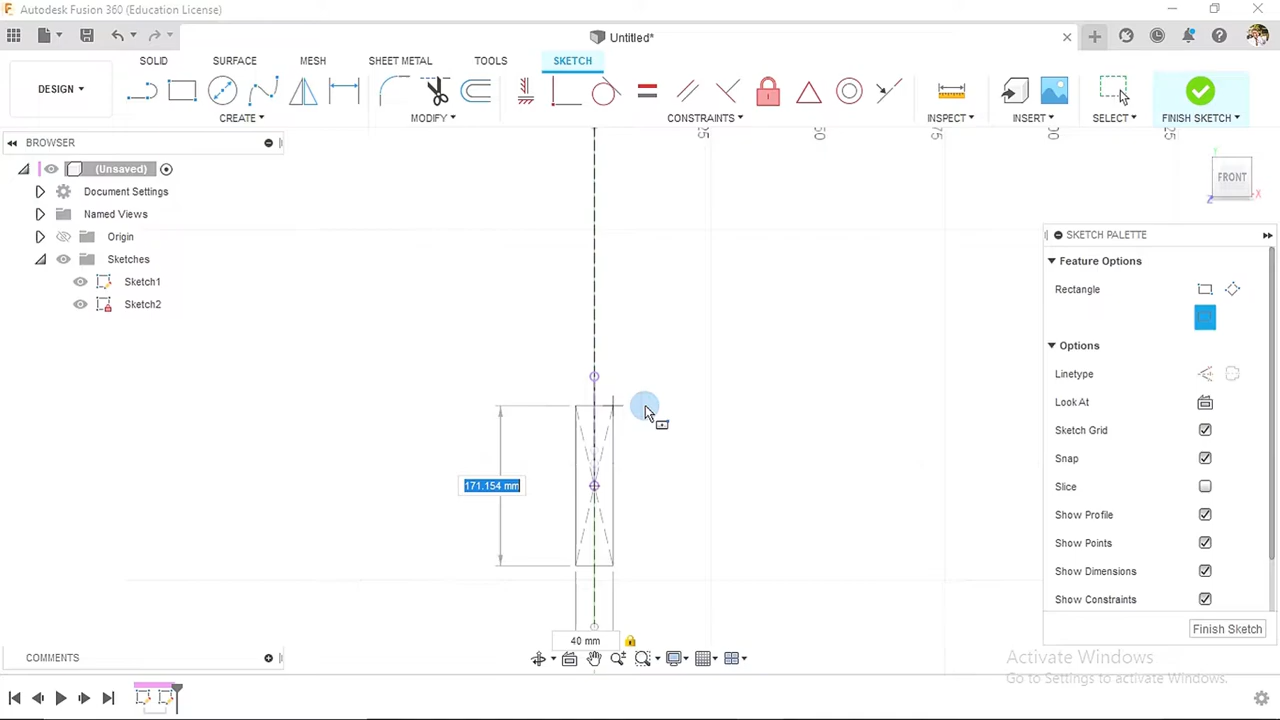 Autodesk Fusion 360 (Education License)
Untitled*
SOLID SURFACE MESH SHEET METAL SKETCH TOOLS
DESIGN
CREATE MODIFY CONSTRAINTS INSPECT INSERT SELECT FINISH SKETCH
BROWSER
(Unsaved)
Document Settings
Named Views
Origin
Sketches
Sketch1
Sketch2
FRONT
Y
Z
X
SKETCH PALETTE
Feature Options
Rectangle
Options
Linetype
Look At
Sketch Grid
Snap
Slice
Show Profile
Show Points
Show Dimensions
Show Constraints
Finish Sketch
171.154 mm
40 mm
COMMENTS
Activate Windows
Go to Settings to activate Windows.